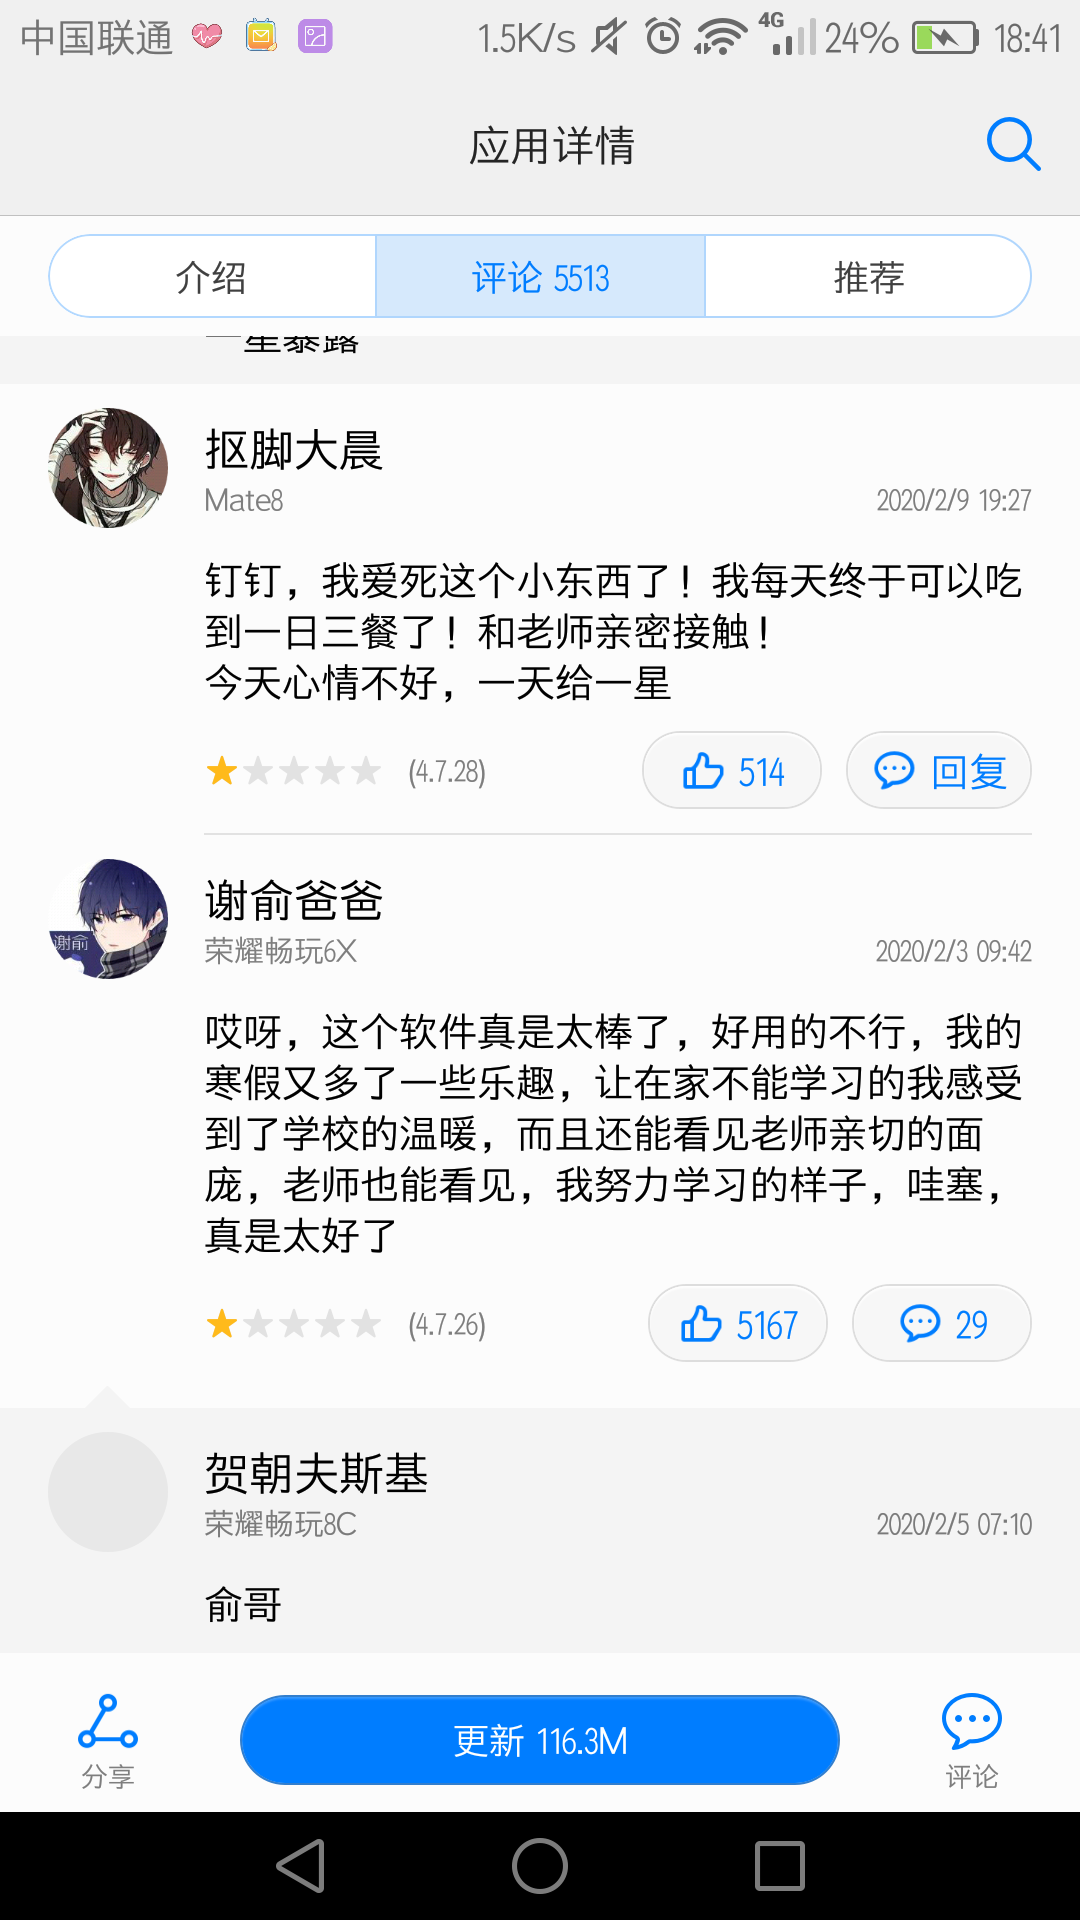 中国联通 1.5K/s 4G 24% 18:41
应用详情
介绍 评论 5513 推荐
一星暴露
抠脚大晨
Mate8 2020/2/9 19:27
钉钉，我爱死这个小东西了！我每天终于可以吃
到一日三餐了！和老师亲密接触！
今天心情不好，一天给一星
(4.7.28) 514 回复
谢俞
谢俞爸爸
荣耀畅玩6X 2020/2/3 09:42
哎呀，这个软件真是太棒了，好用的不行，我的
寒假又多了一些乐趣，让在家不能学习的我感受
到了学校的温暖，而且还能看见老师亲切的面
庞，老师也能看见，我努力学习的样子，哇塞，
真是太好了
(4.7.26) 5167 29
贺朝夫斯基
荣耀畅玩8C 2020/2/5 07:10
俞哥
分享 更新 116.3M 评论